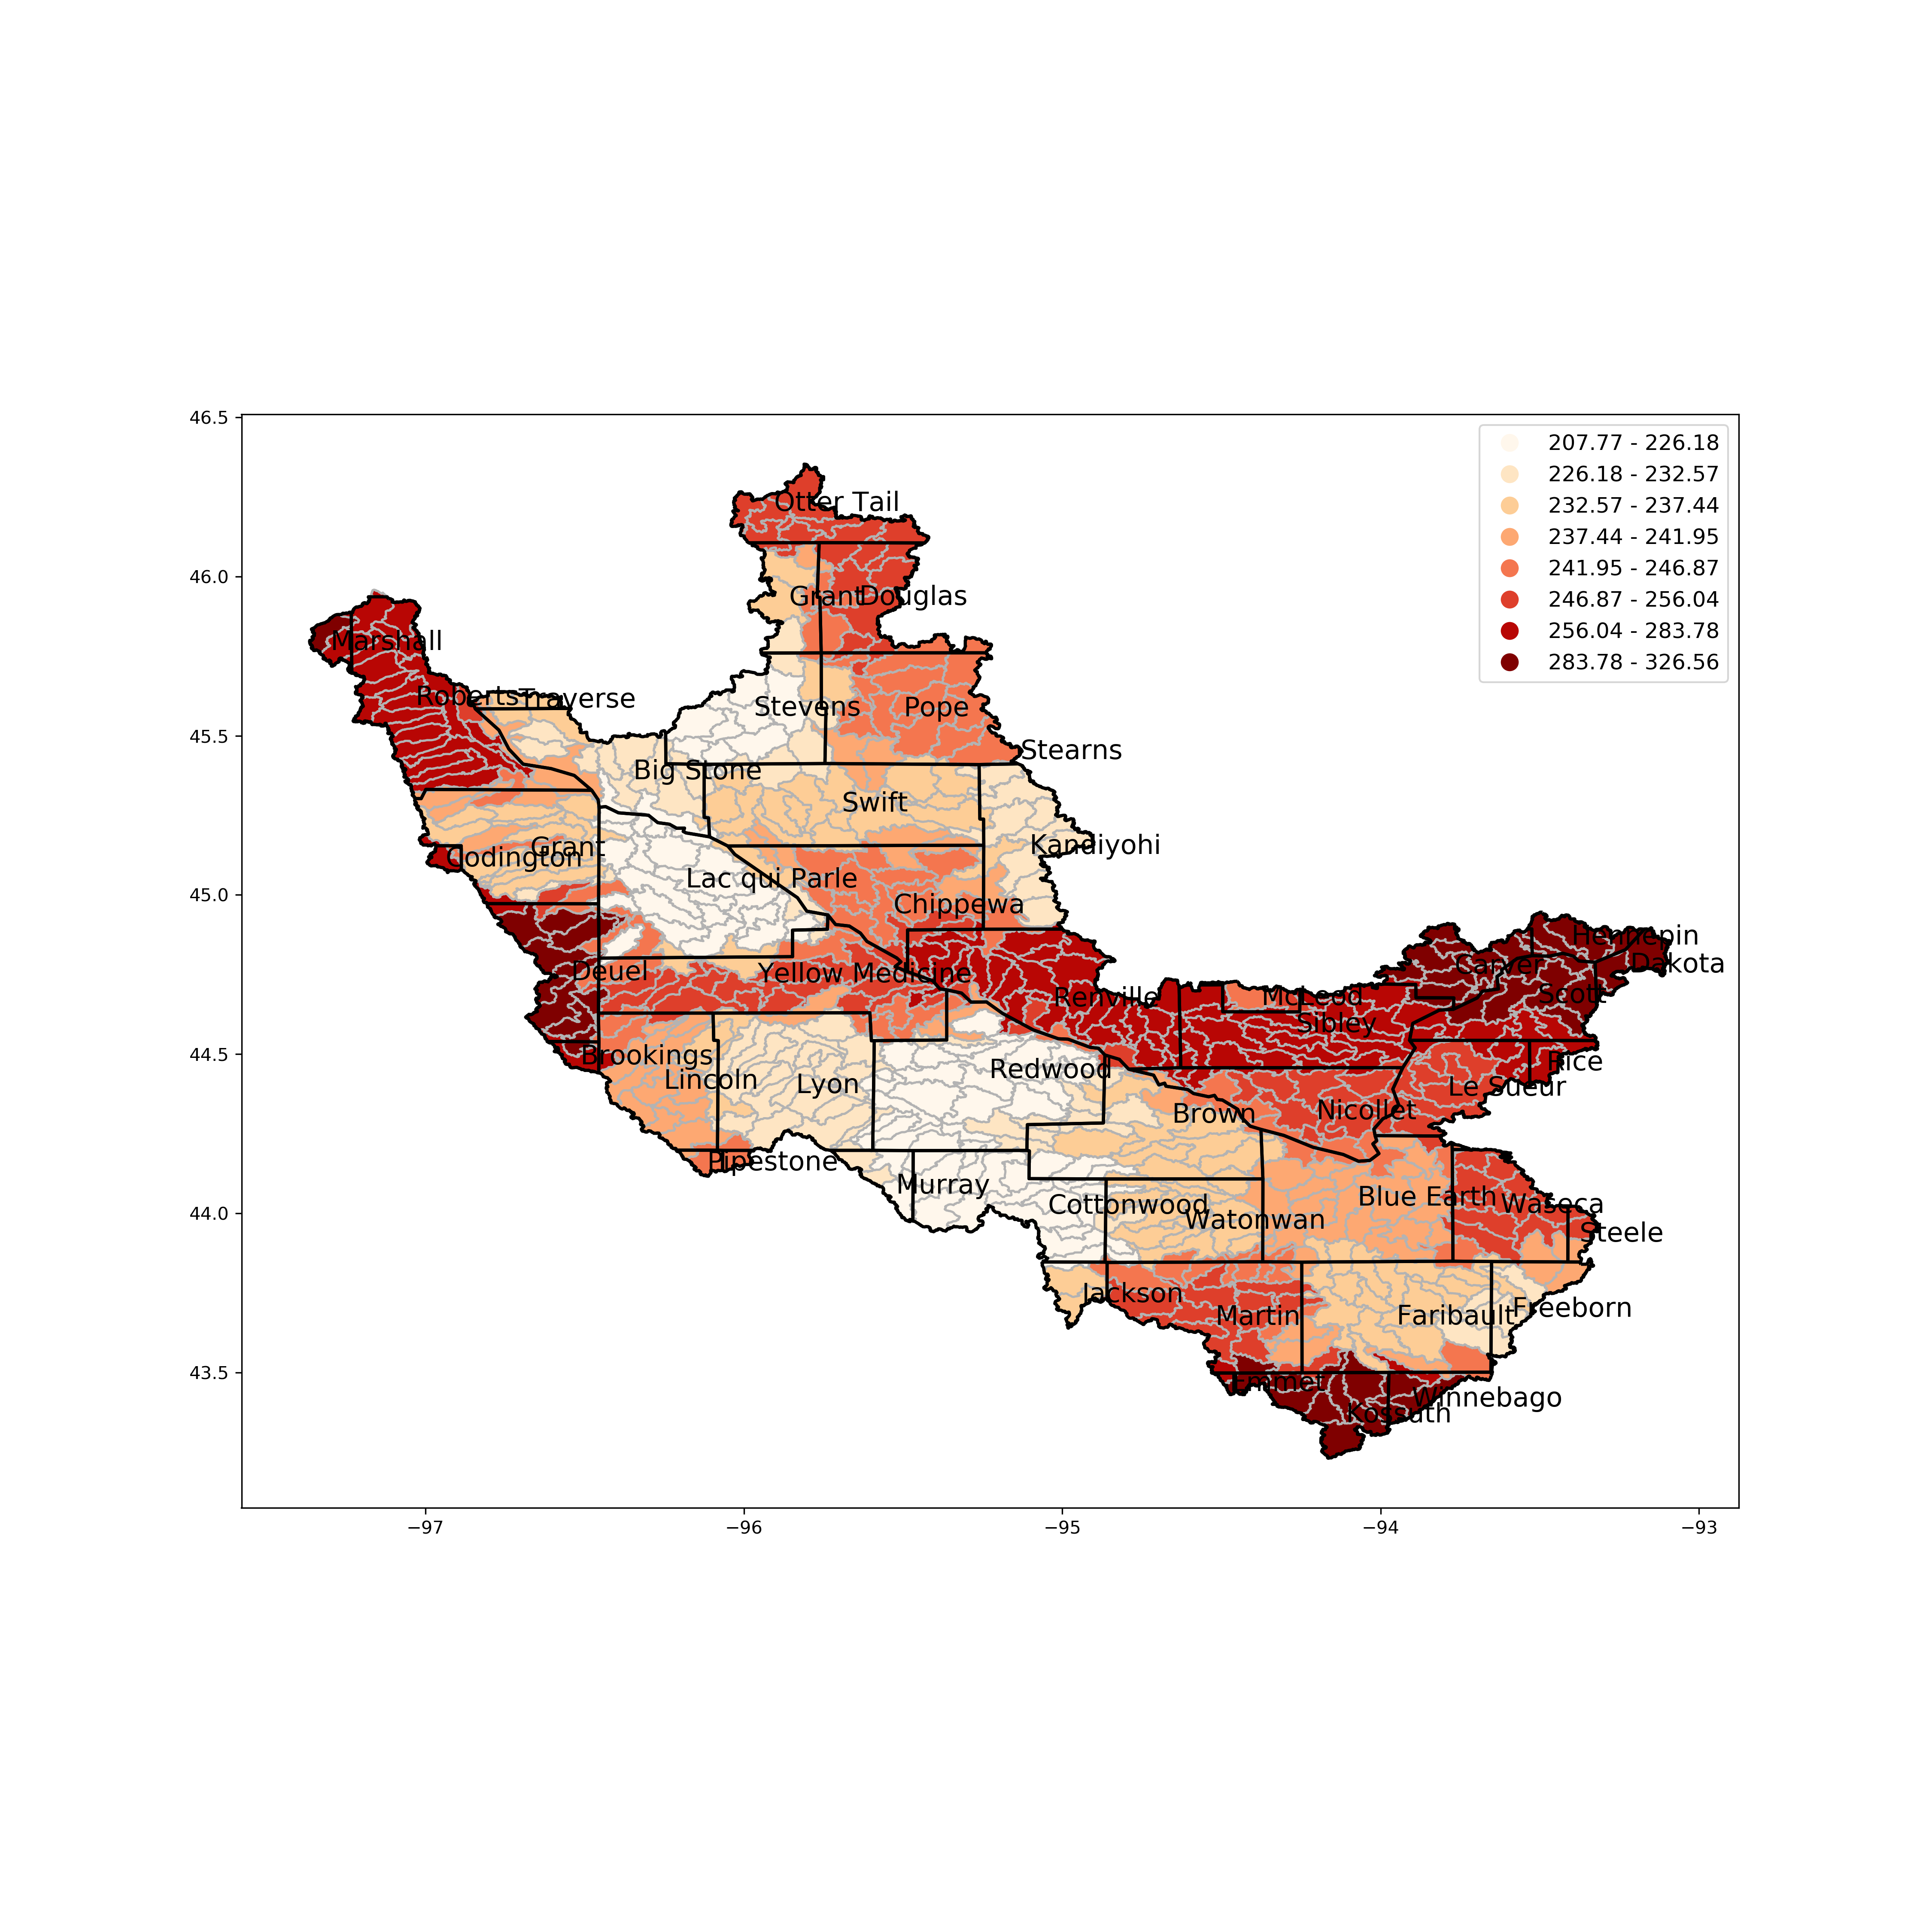 46.5
46.0
45.5
45.0
44.5
44.0
43.5
−97
−96
−95
−94
−93
207.77 - 226.18
226.18 - 232.57
232.57 - 237.44
237.44 - 241.95
241.95 - 246.87
246.87 - 256.04
256.04 - 283.78
283.78 - 326.56
Otter Tail
Grant
Douglas
Marshall
Roberts
Traverse
Stevens
Pope
Stearns
Big Stone
Swift
Grant
Codington
Kandiyohi
Lac qui Parle
Chippewa
Hennepin
Carver
Dakota
Deuel
Yellow Medicine
Renville
McLeod
Scott
Sibley
Brookings
Lincoln
Lyon
Redwood
Rice
Le Sueur
Brown
Nicollet
Pipestone
Murray
Cottonwood
Watonwan
Blue Earth
Waseca
Steele
Jackson
Martin
Faribault
Freeborn
Emmet
Winnebago
Kossuth